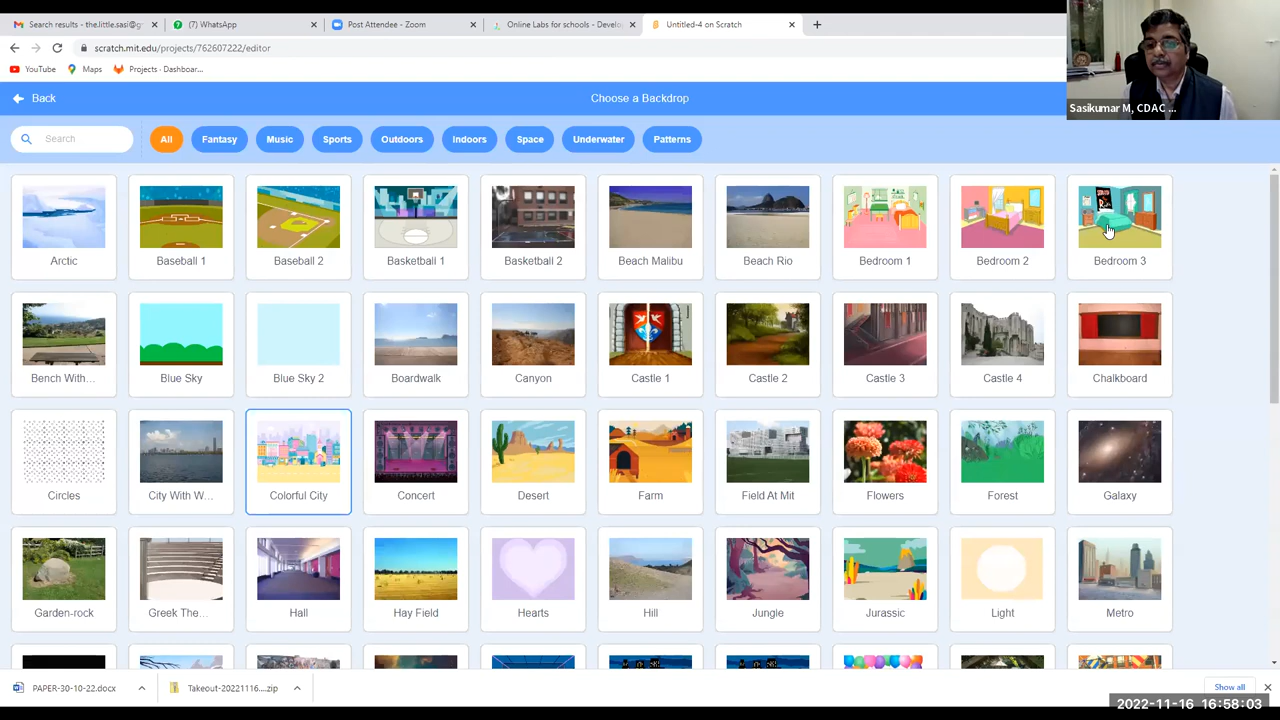 Search results - the.little.sasi@g
(7) WhatsApp
Post Attendee - Zoom
Online Labs for schools - Develo
Untitled-4 on Scratch
scratch.mit.edu/projects/762607222/editor
YouTube
Maps
Projects · Dashboar...
Back
Choose a Backdrop
Search
All
Fantasy
Music
Sports
Outdoors
Indoors
Space
Underwater
Patterns
Sasikumar M, CDAC ...
Arctic
Baseball 1
Baseball 2
Basketball 1
Basketball 2
Beach Malibu
Beach Rio
Bedroom 1
Bedroom 2
Bedroom 3
Bench With...
Blue Sky
Blue Sky 2
Boardwalk
Canyon
Castle 1
Castle 2
Castle 3
Castle 4
Chalkboard
Circles
City With W...
Colorful City
Concert
Desert
Farm
Field At Mit
Flowers
Forest
Galaxy
Garden-rock
Greek The...
Hall
Hay Field
Hearts
Hill
Jungle
Jurassic
Light
Metro
PAPER-30-10-22.docx
Takeout-20221116....zip
Show all
2022-11-16 16:58:03